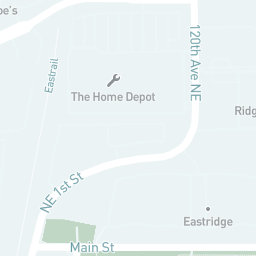 pe's
Eastrail
120th Ave NE
The Home Depot
Ridg
NE 1st St
Eastridge
Main St